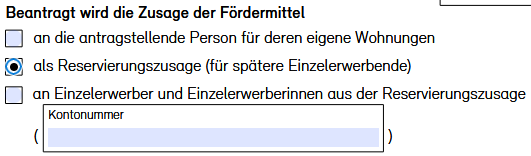 Beantragt wird die Zusage der Fördermittel
an die antragstellende Person für deren eigene Wohnungen
als Reservierungszusage (für spätere Einzelerwerbende)
an Einzelerwerber und Einzelerwerberinnen aus der Reservierungszusage
( Kontonummer )